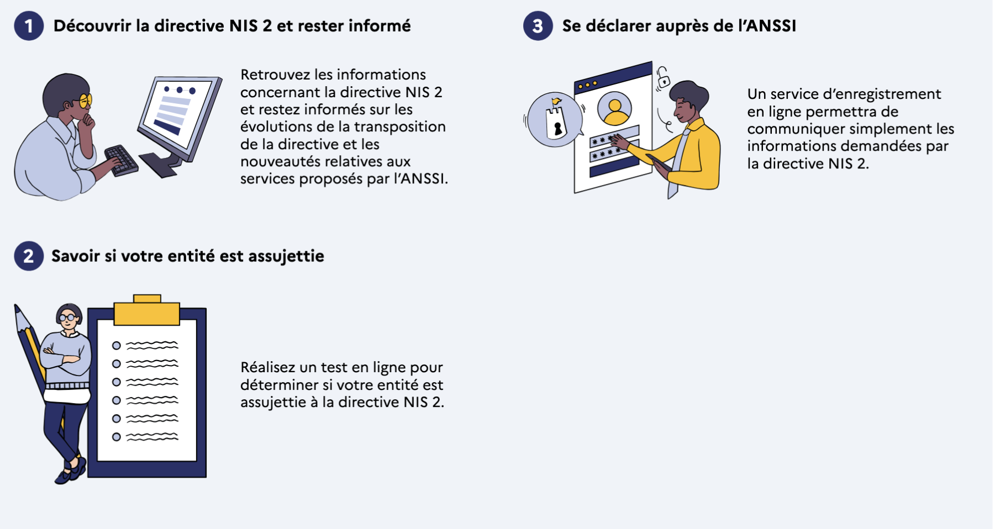 1 Découvrir la directive NIS 2 et rester informé
Retrouvez les informations
concernant la directive NIS 2
et restez informés sur les
évolutions de la transposition
de la directive et les
nouveautés relatives aux
services proposés par l’ANSSI.
2 Savoir si votre entité est assujettie
Réalisez un test en ligne pour
déterminer si votre entité est
assujettie à la directive NIS 2.
3 Se déclarer auprès de l’ANSSI
Un service d’enregistrement
en ligne permettra de
communiquer simplement les
informations demandées par
la directive NIS 2.